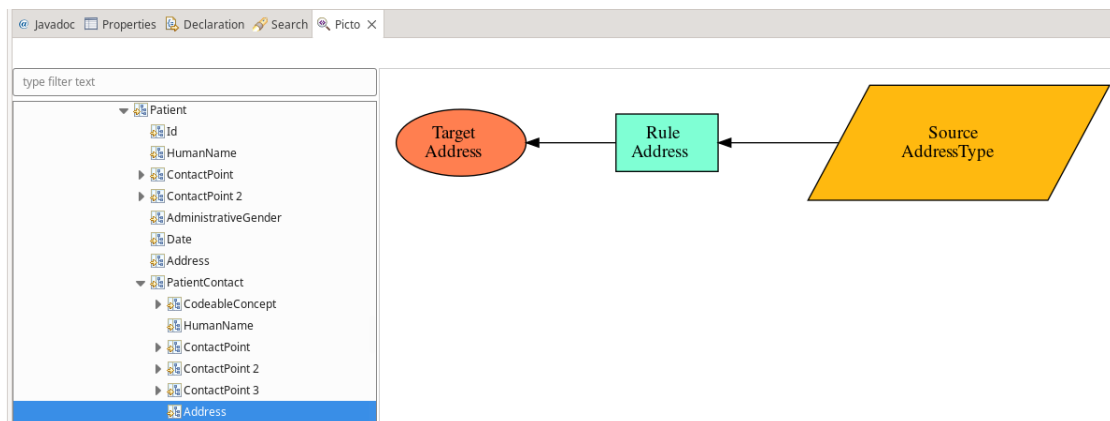 @ Javadoc Properties Declaration Search Picto ×
type filter text
Patient
Id
HumanName
ContactPoint
ContactPoint 2
AdministrativeGender
Date
Address
PatientContact
CodeableConcept
HumanName
ContactPoint
ContactPoint 2
ContactPoint 3
Address
Target
Address
Rule
Address
Source
AddressType